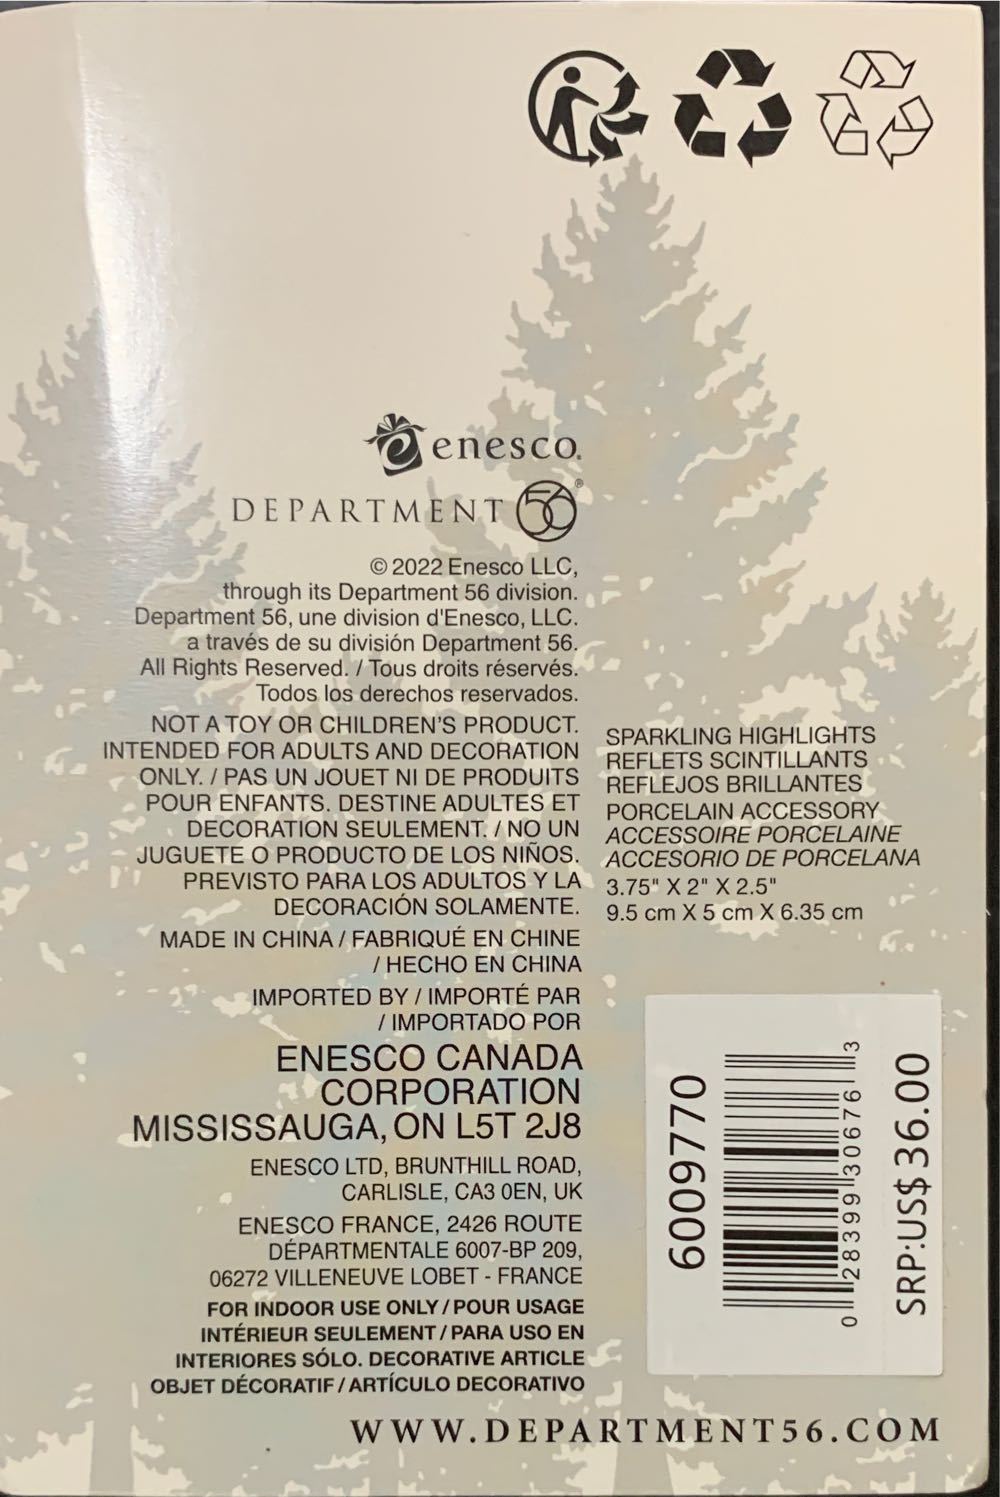 enesco.
DEPARTMENT 56®
© 2022 Enesco LLC,
through its Department 56 division.
Department 56, une division d'Enesco, LLC.
a través de su división Department 56.
All Rights Reserved. / Tous droits réservés.
Todos los derechos reservados.
NOT A TOY OR CHILDREN'S PRODUCT.
INTENDED FOR ADULTS AND DECORATION
ONLY. / PAS UN JOUET NI DE PRODUITS
POUR ENFANTS. DESTINE ADULTES ET
DECORATION SEULEMENT. / NO UN
JUGUETE O PRODUCTO DE LOS NIÑOS.
PREVISTO PARA LOS ADULTOS Y LA
DECORACIÓN SOLAMENTE.
MADE IN CHINA / FABRIQUÉ EN CHINE
/ HECHO EN CHINA
IMPORTED BY / IMPORTÉ PAR
/ IMPORTADO POR
ENESCO CANADA
CORPORATION
MISSISSAUGA, ON L5T 2J8
ENESCO LTD, BRUNTHILL ROAD,
CARLISLE, CA3 0EN, UK
ENESCO FRANCE, 2426 ROUTE
DÉPARTMENTALE 6007-BP 209,
06272 VILLENEUVE LOBET - FRANCE
FOR INDOOR USE ONLY / POUR USAGE
INTÉRIEUR SEULEMENT / PARA USO EN
INTERIORES SÓLO. DECORATIVE ARTICLE
OBJET DÉCORATIF / ARTÍCULO DECORATIVO
SPARKLING HIGHLIGHTS
REFLETS SCINTILLANTS
REFLEJOS BRILLANTES
PORCELAIN ACCESSORY
ACCESSOIRE PORCELAINE
ACCESORIO DE PORCELANA
3.75" X 2" X 2.5"
9.5 cm X 5 cm X 6.35 cm
6009770
0 28399 30676 3
SRP:US$ 36.00
WWW.DEPARTMENT56.COM